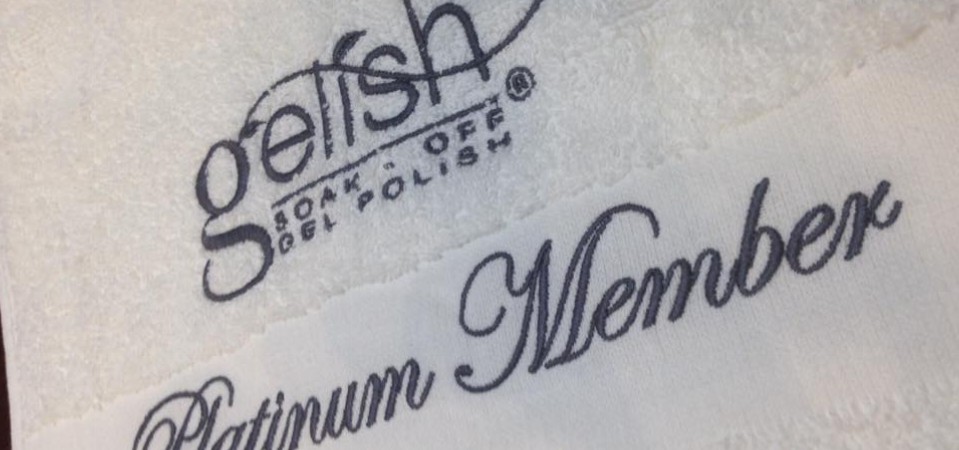 gelish®
SOAK - OFF
GEL POLISH
Platinum Member